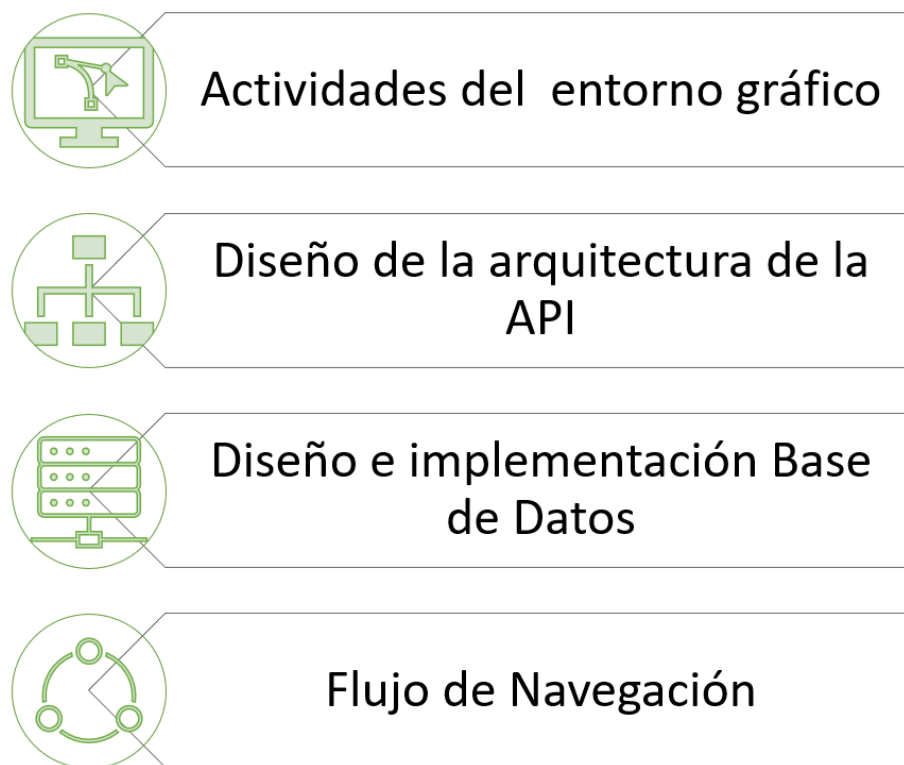 Actividades del  entorno gráfico
Diseño de la arquitectura de la
API
Diseño e implementación Base
de Datos
Flujo de Navegación